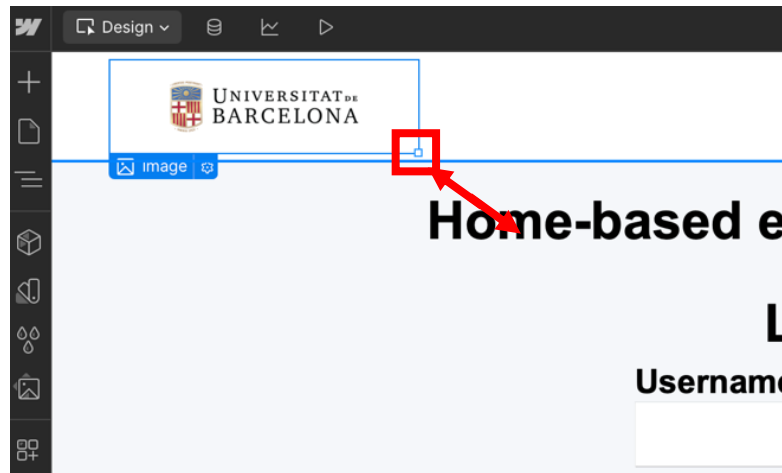 Design
UNIVERSITAT DE
BARCELONA
Image
Home-based e
L
Username